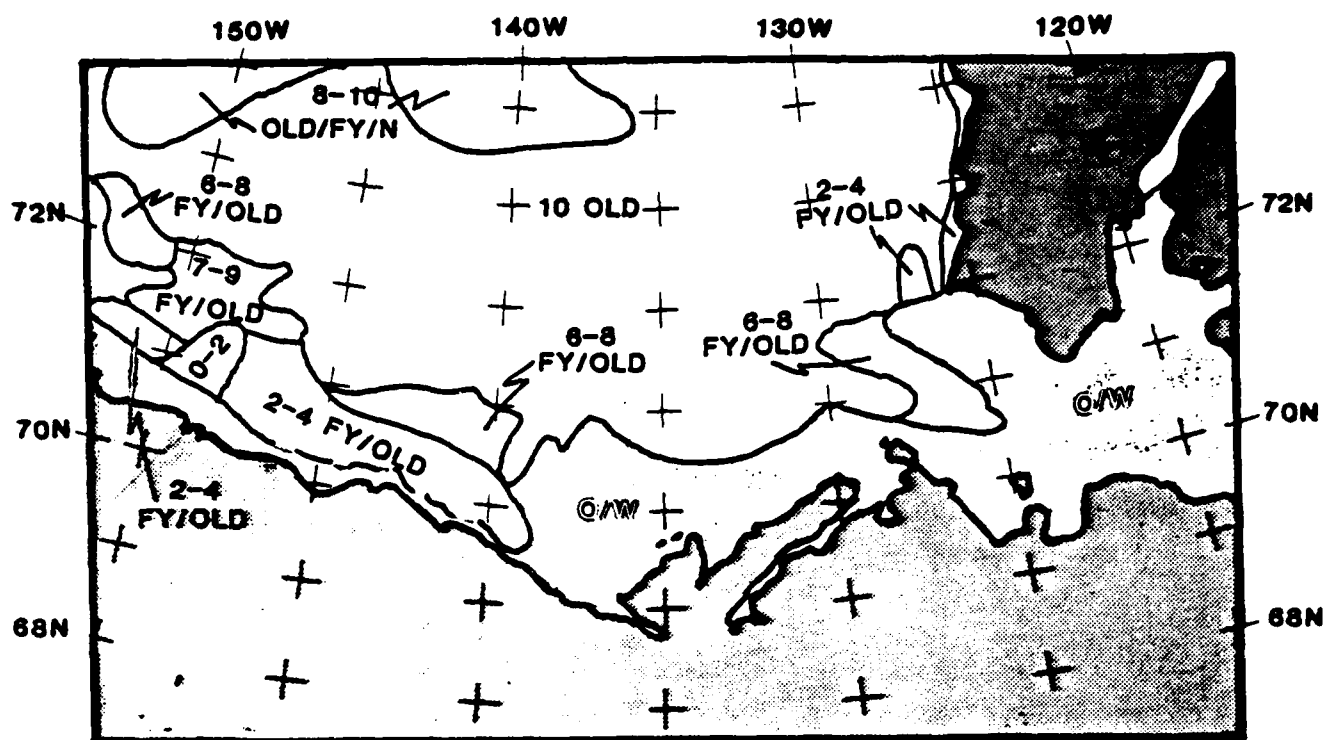 150W 140W 130W 120W
8-10
OLD/FY/N
6-8
FY/OLD
2-4
FY/OLD
72N
10 OLD
72N
7-9
FY/OLD
6-8
FY/OLD
6-8
FY/OLD
0-2
2-4 FY/OLD
O/W
70N
70N
2-4
FY/OLD
O/W
68N
68N